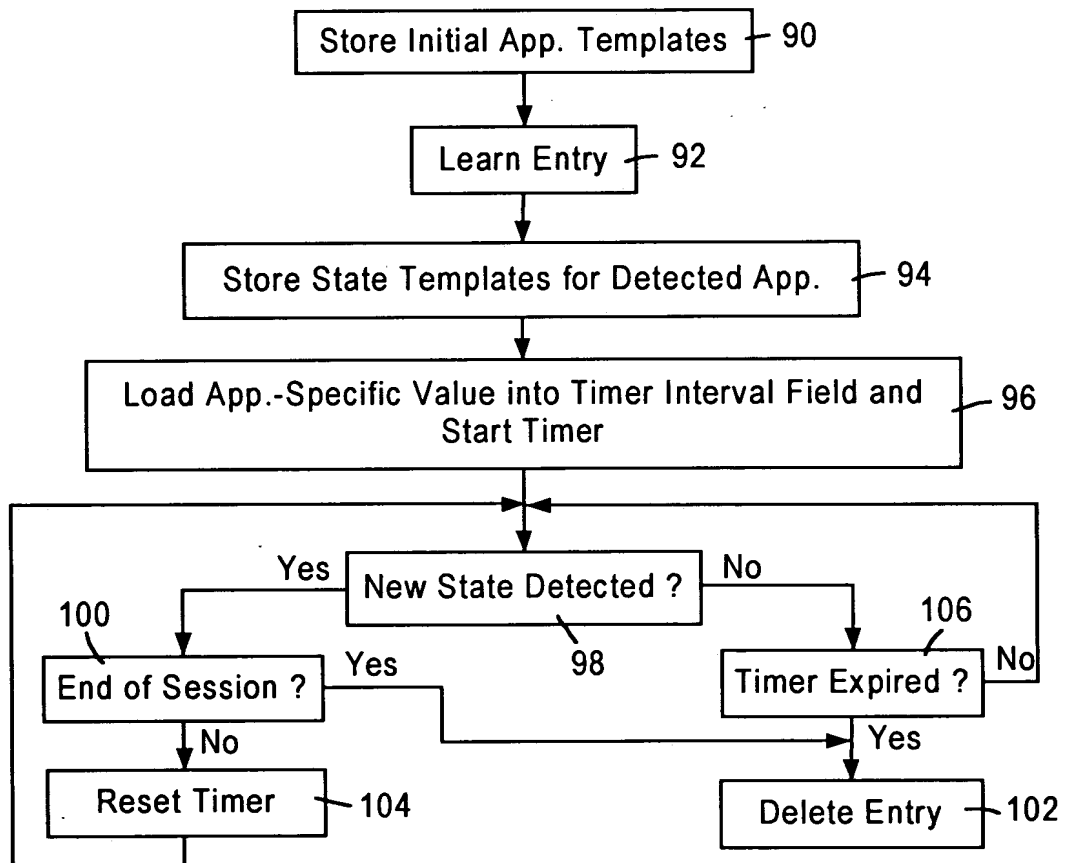 Store Initial App. Templates
90
Learn Entry
92
Store State Templates for Detected App.
94
Load App.-Specific Value into Timer Interval Field and
Start Timer
96
Yes
New State Detected ?
No
98
100
End of Session ?
Yes
No
106
Timer Expired ?
No
Yes
Reset Timer
104
Delete Entry
102